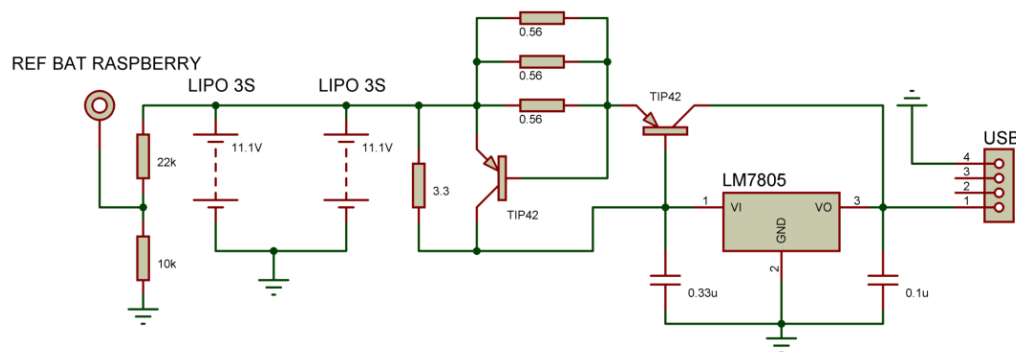 0.56
REF BAT RASPBERRY
LIPO 3S
LIPO 3S
0.56
TIP42
0.56
USB
11.1V
11.1V
22k
4
3
2
1
3.3
LM7805
TIP42
1
VI
VO
3
GND
2
10k
0.33u
0.1u